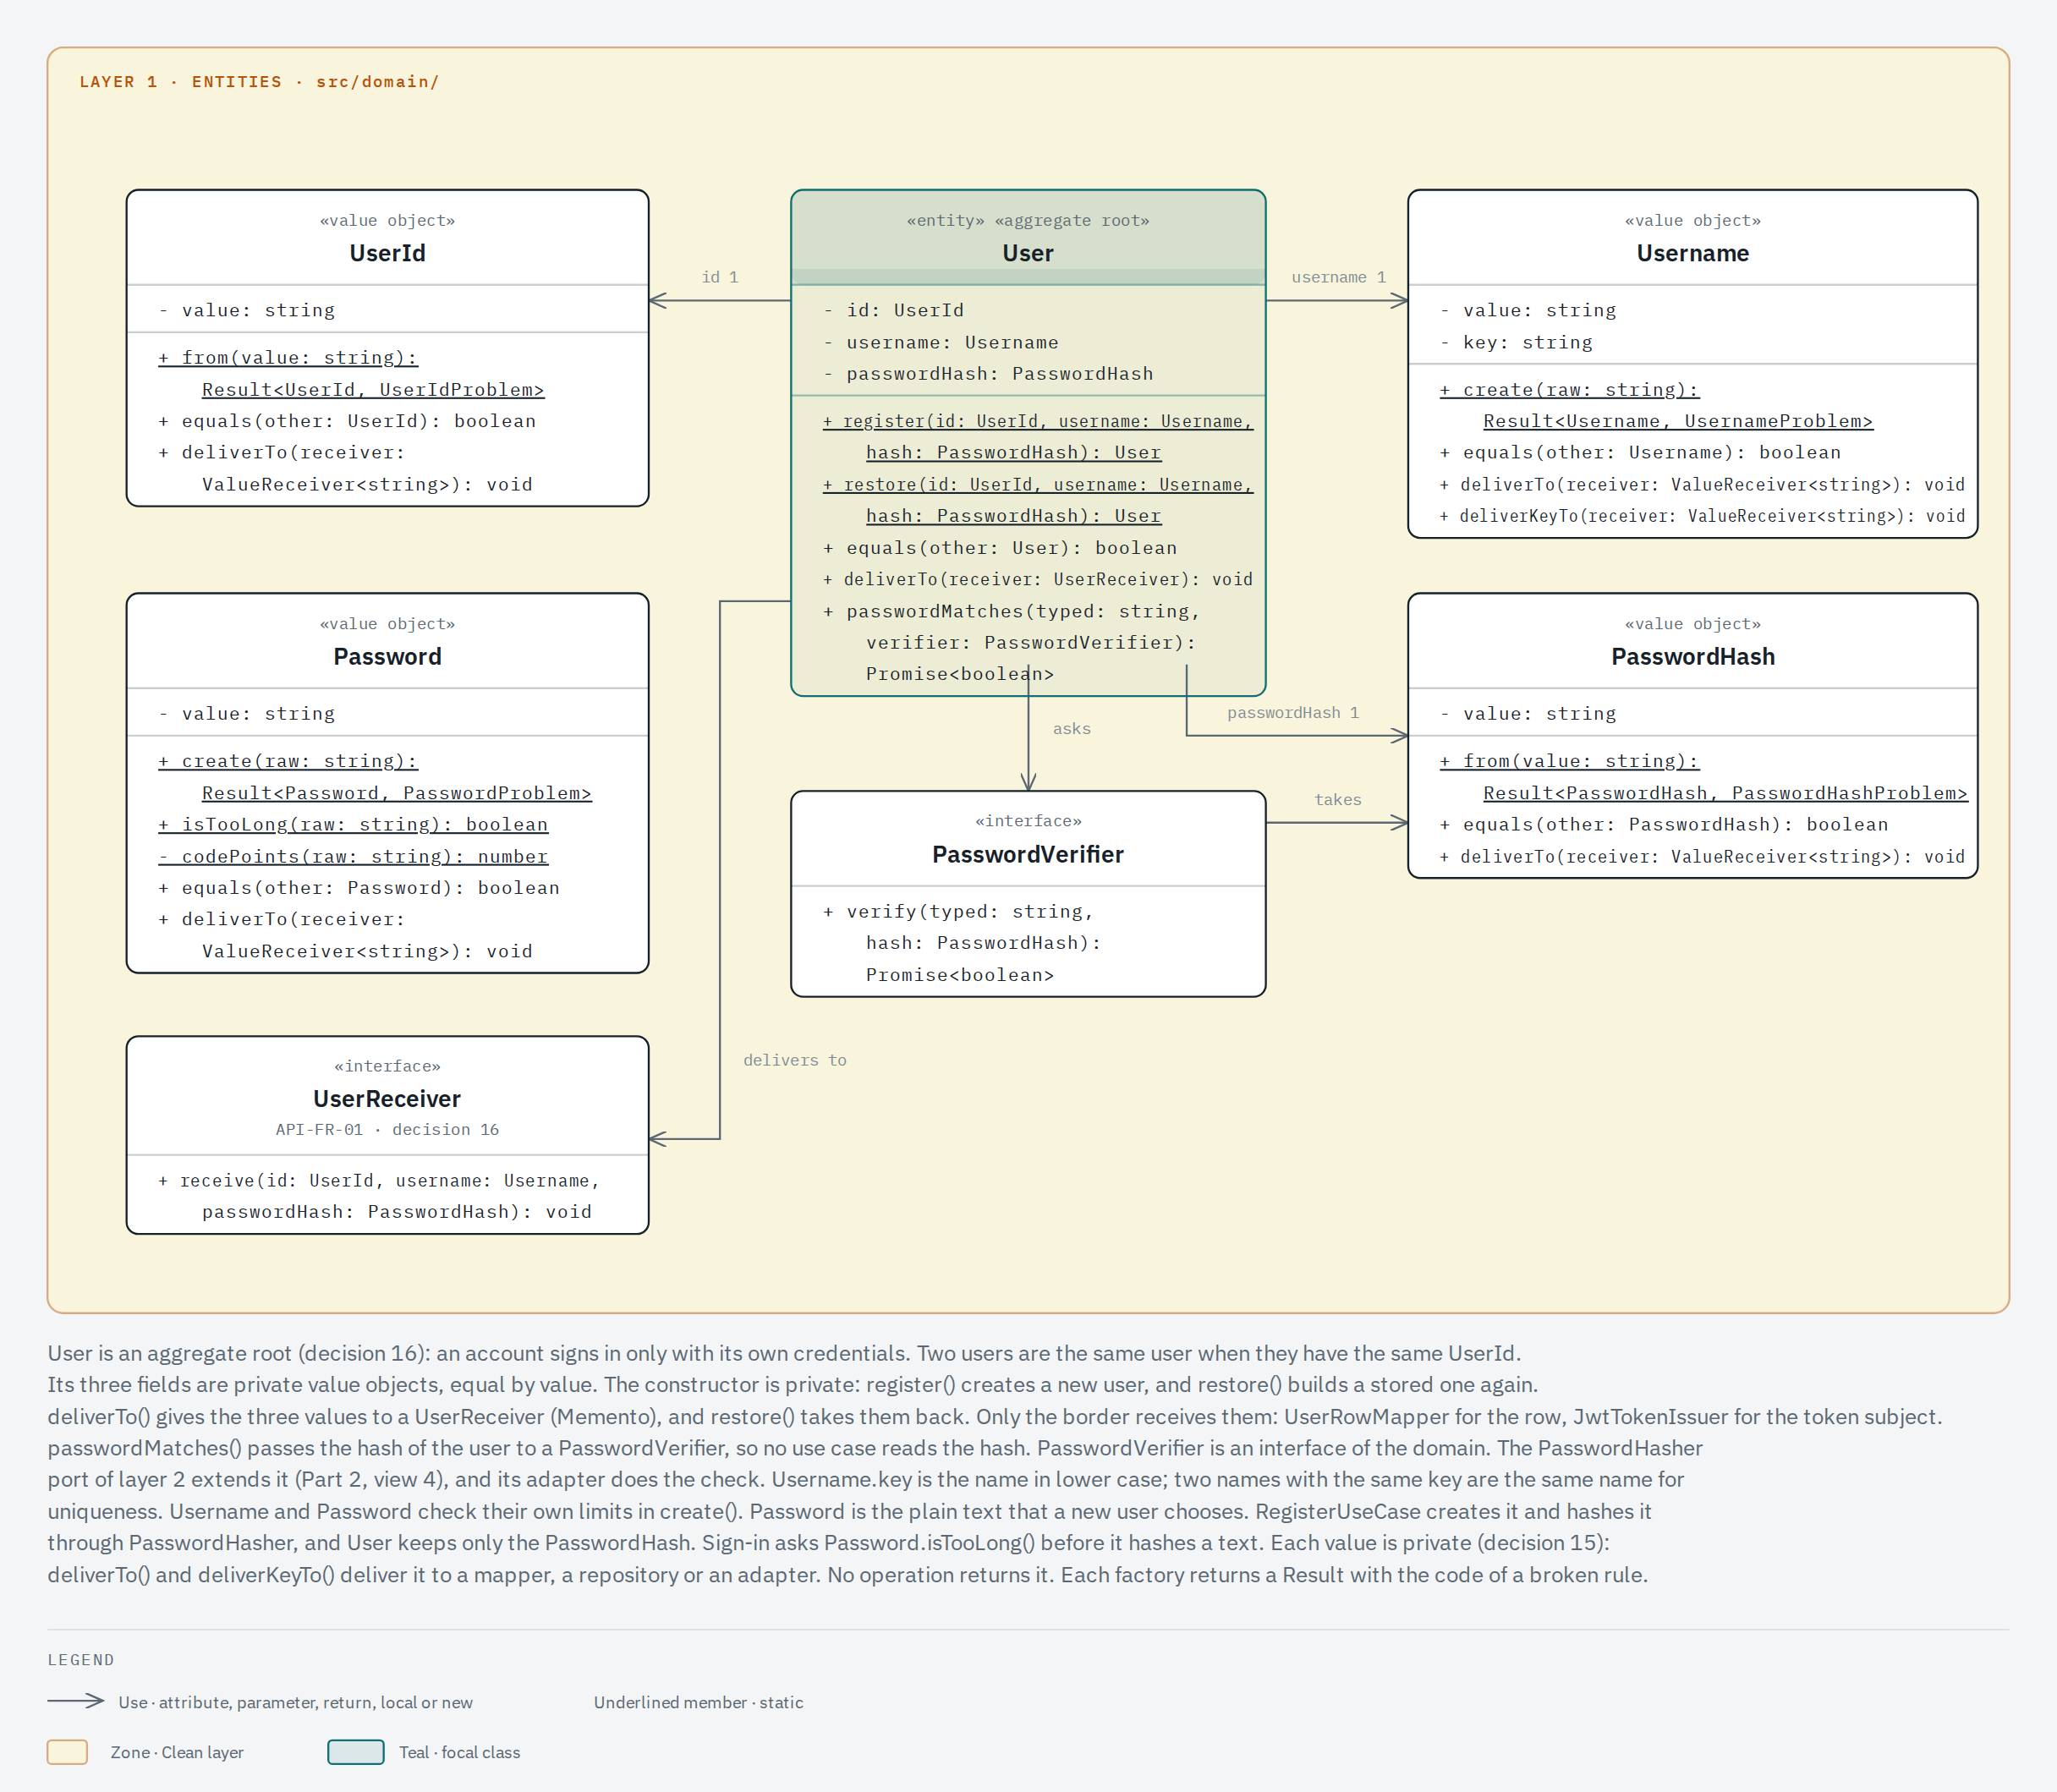 LAYER 1 · ENTITIES · src/domain/
«value object»
UserId
- value: string
+ from(value: string):
Result<UserId, UserIdProblem>
+ equals(other: UserId): boolean
+ deliverTo(receiver:
ValueReceiver<string>): void
id 1
«entity» «aggregate root»
User
- id: UserId
- username: Username
- passwordHash: PasswordHash
+ register(id: UserId, username: Username,
hash: PasswordHash): User
+ restore(id: UserId, username: Username,
hash: PasswordHash): User
+ equals(other: User): boolean
+ deliverTo(receiver: UserReceiver): void
+ passwordMatches(typed: string,
verifier: PasswordVerifier):
Promise<boolean>
username 1
«value object»
Username
- value: string
- key: string
+ create(raw: string):
Result<Username, UsernameProblem>
+ equals(other: Username): boolean
+ deliverTo(receiver: ValueReceiver<string>): void
+ deliverKeyTo(receiver: ValueReceiver<string>): void
«value object»
Password
- value: string
+ create(raw: string):
Result<Password, PasswordProblem>
+ isTooLong(raw: string): boolean
- codePoints(raw: string): number
+ equals(other: Password): boolean
+ deliverTo(receiver:
ValueReceiver<string>): void
asks
passwordHash 1
«value object»
PasswordHash
- value: string
+ from(value: string):
Result<PasswordHash, PasswordHashProblem>
+ equals(other: PasswordHash): boolean
+ deliverTo(receiver: ValueReceiver<string>): void
takes
«interface»
PasswordVerifier
+ verify(typed: string,
hash: PasswordHash):
Promise<boolean>
delivers to
«interface»
UserReceiver
API-FR-01 · decision 16
+ receive(id: UserId, username: Username,
passwordHash: PasswordHash): void
User is an aggregate root (decision 16): an account signs in only with its own credentials. Two users are the same user when they have the same UserId.
Its three fields are private value objects, equal by value. The constructor is private: register() creates a new user, and restore() builds a stored one again.
deliverTo() gives the three values to a UserReceiver (Memento), and restore() takes them back. Only the border receives them: UserRowMapper for the row, JwtTokenIssuer for the token subject.
passwordMatches() passes the hash of the user to a PasswordVerifier, so no use case reads the hash. PasswordVerifier is an interface of the domain. The PasswordHasher
port of layer 2 extends it (Part 2, view 4), and its adapter does the check. Username.key is the name in lower case; two names with the same key are the same name for
uniqueness. Username and Password check their own limits in create(). Password is the plain text that a new user chooses. RegisterUseCase creates it and hashes it
through PasswordHasher, and User keeps only the PasswordHash. Sign-in asks Password.isTooLong() before it hashes a text. Each value is private (decision 15):
deliverTo() and deliverKeyTo() deliver it to a mapper, a repository or an adapter. No operation returns it. Each factory returns a Result with the code of a broken rule.
LEGEND
Use · attribute, parameter, return, local or new
Underlined member · static
Zone · Clean layer
Teal · focal class